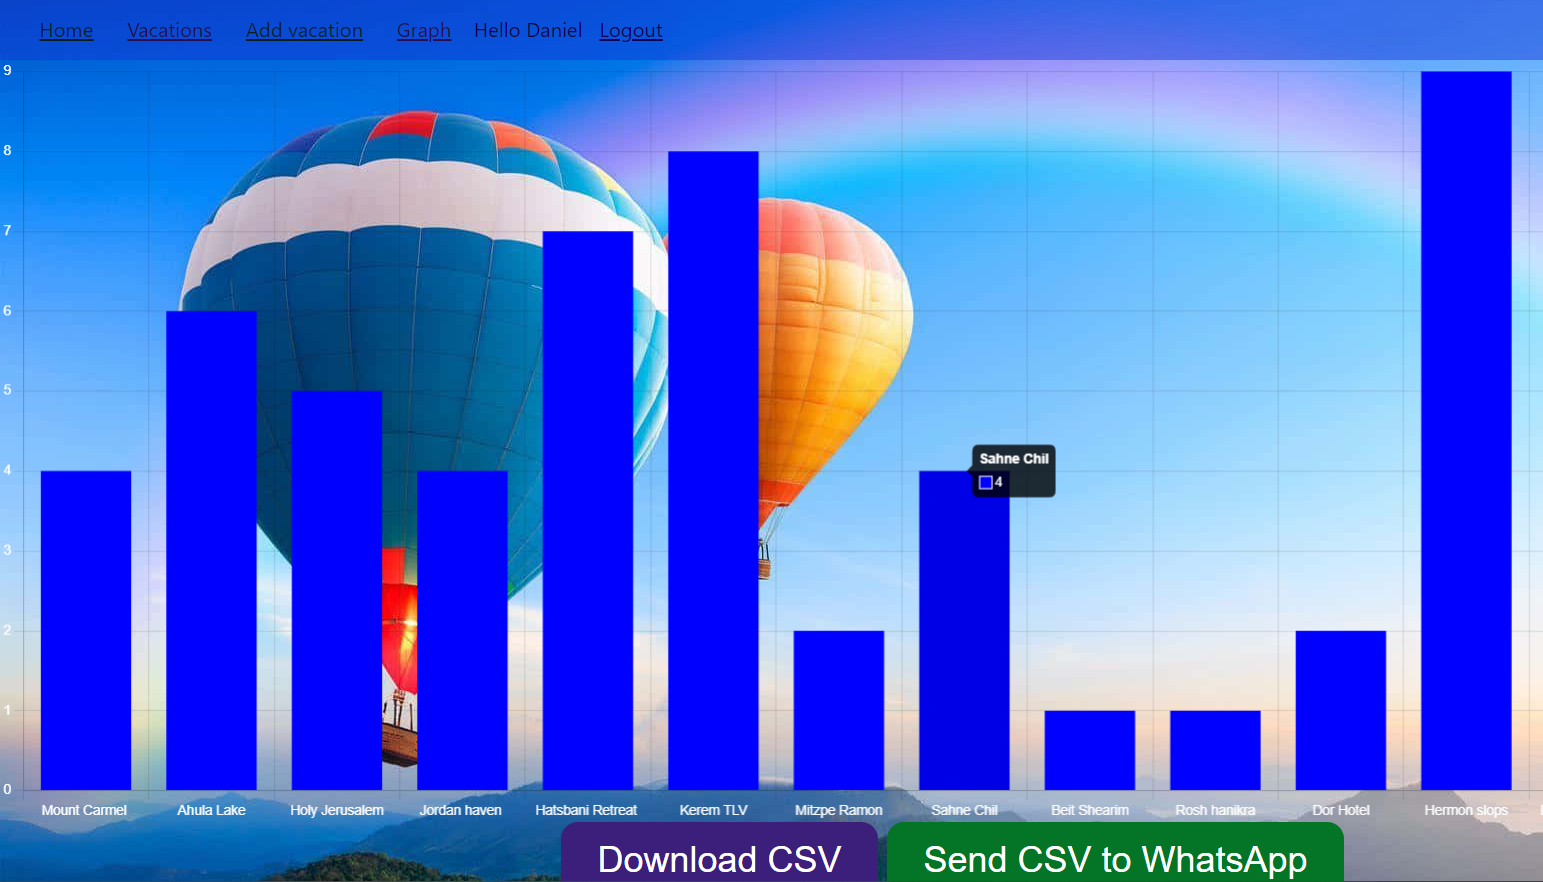 Home Vacations Add vacation Graph Hello Daniel Logout
9
8
7
6
5
4
3
2
1
0
Sahne Chil
4
Mount Carmel Ahula Lake Holy Jerusalem Jordan haven Hatsbani Retreat Kerem TLV Mitzpe Ramon Sahne Chil Beit Shearim Rosh hanikra Dor Hotel Hermon slops
Download CSV Send CSV to WhatsApp